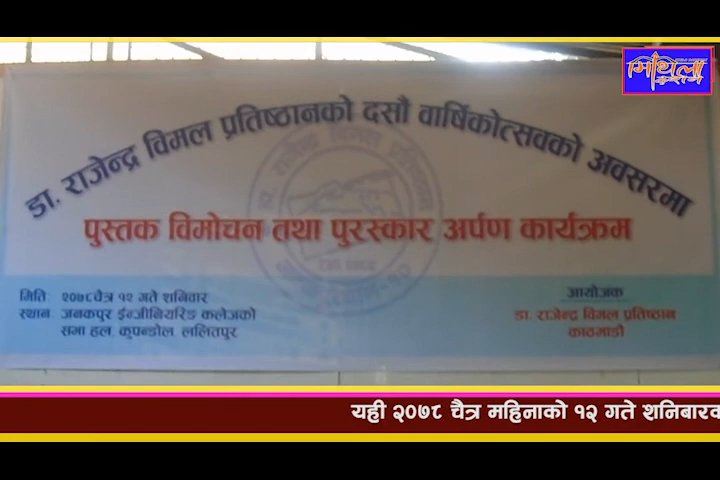 मिथिला
डा. राजेन्द्र विमल प्रतिष्ठानको दसौ वार्षिकोत्सवको अवसरमा
पुस्तक विमोचन तथा पुरस्कार अर्पण कार्यक्रम
मिति: २०७८चैत्र १२ गते शनिवार
स्थान: जनकपुर ईन्जीनियरिङ कलेजको
सभा हल, कुपन्डोल, ललितपुर
आयोजक
डा. राजेन्द्र विमल प्रतिष्ठान
काठमाडौ
यही २०७८ चैत्र महिनाको १२ गते शनिबारक